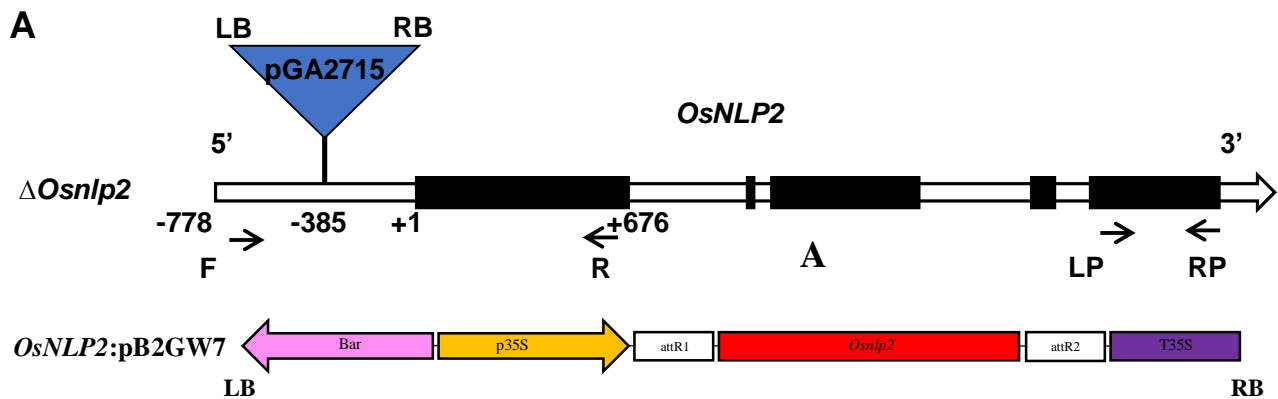 A
LB RB
pGA2715
OsNLP2
5’ 3’
∆Osnlp2
-778 -385 +1 +676
F R A LP RP
OsNLP2:pB2GW7 Bar p35S attR1 Osnlp2 attR2 T35S
LB RB